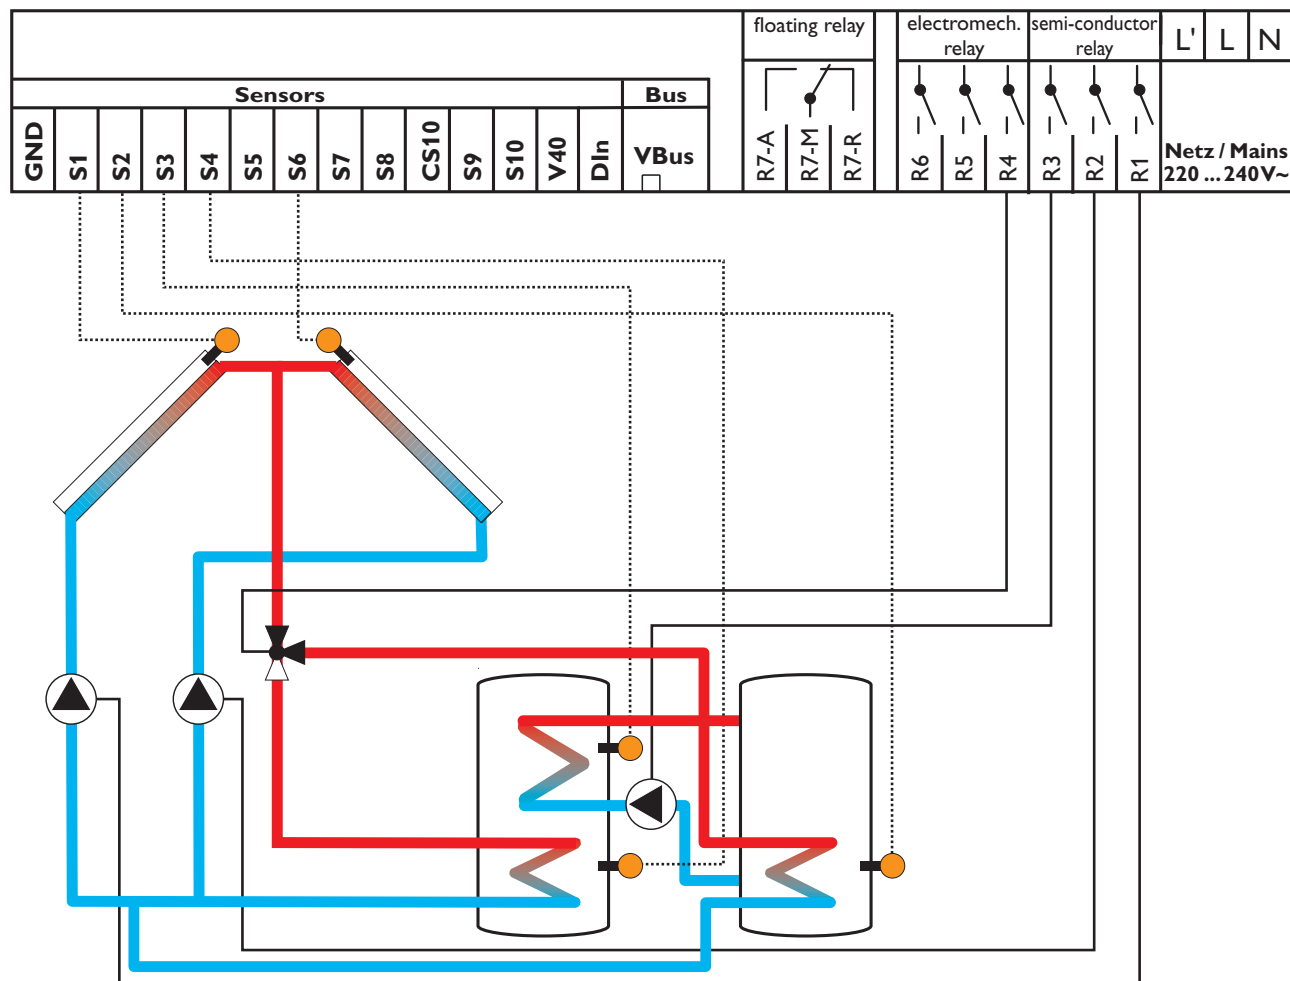 floating relay
electromech.
relay
semi-conductor
relay
L'
L
N
Sensors
Bus
GND
S1
S2
S3
S4
S5
S6
S7
S8
CS10
S9
S10
V40
DIn
VBus
R7-A
R7-M
R7-R
R6
R5
R4
R3
R2
R1
Netz / Mains
220 ... 240V~